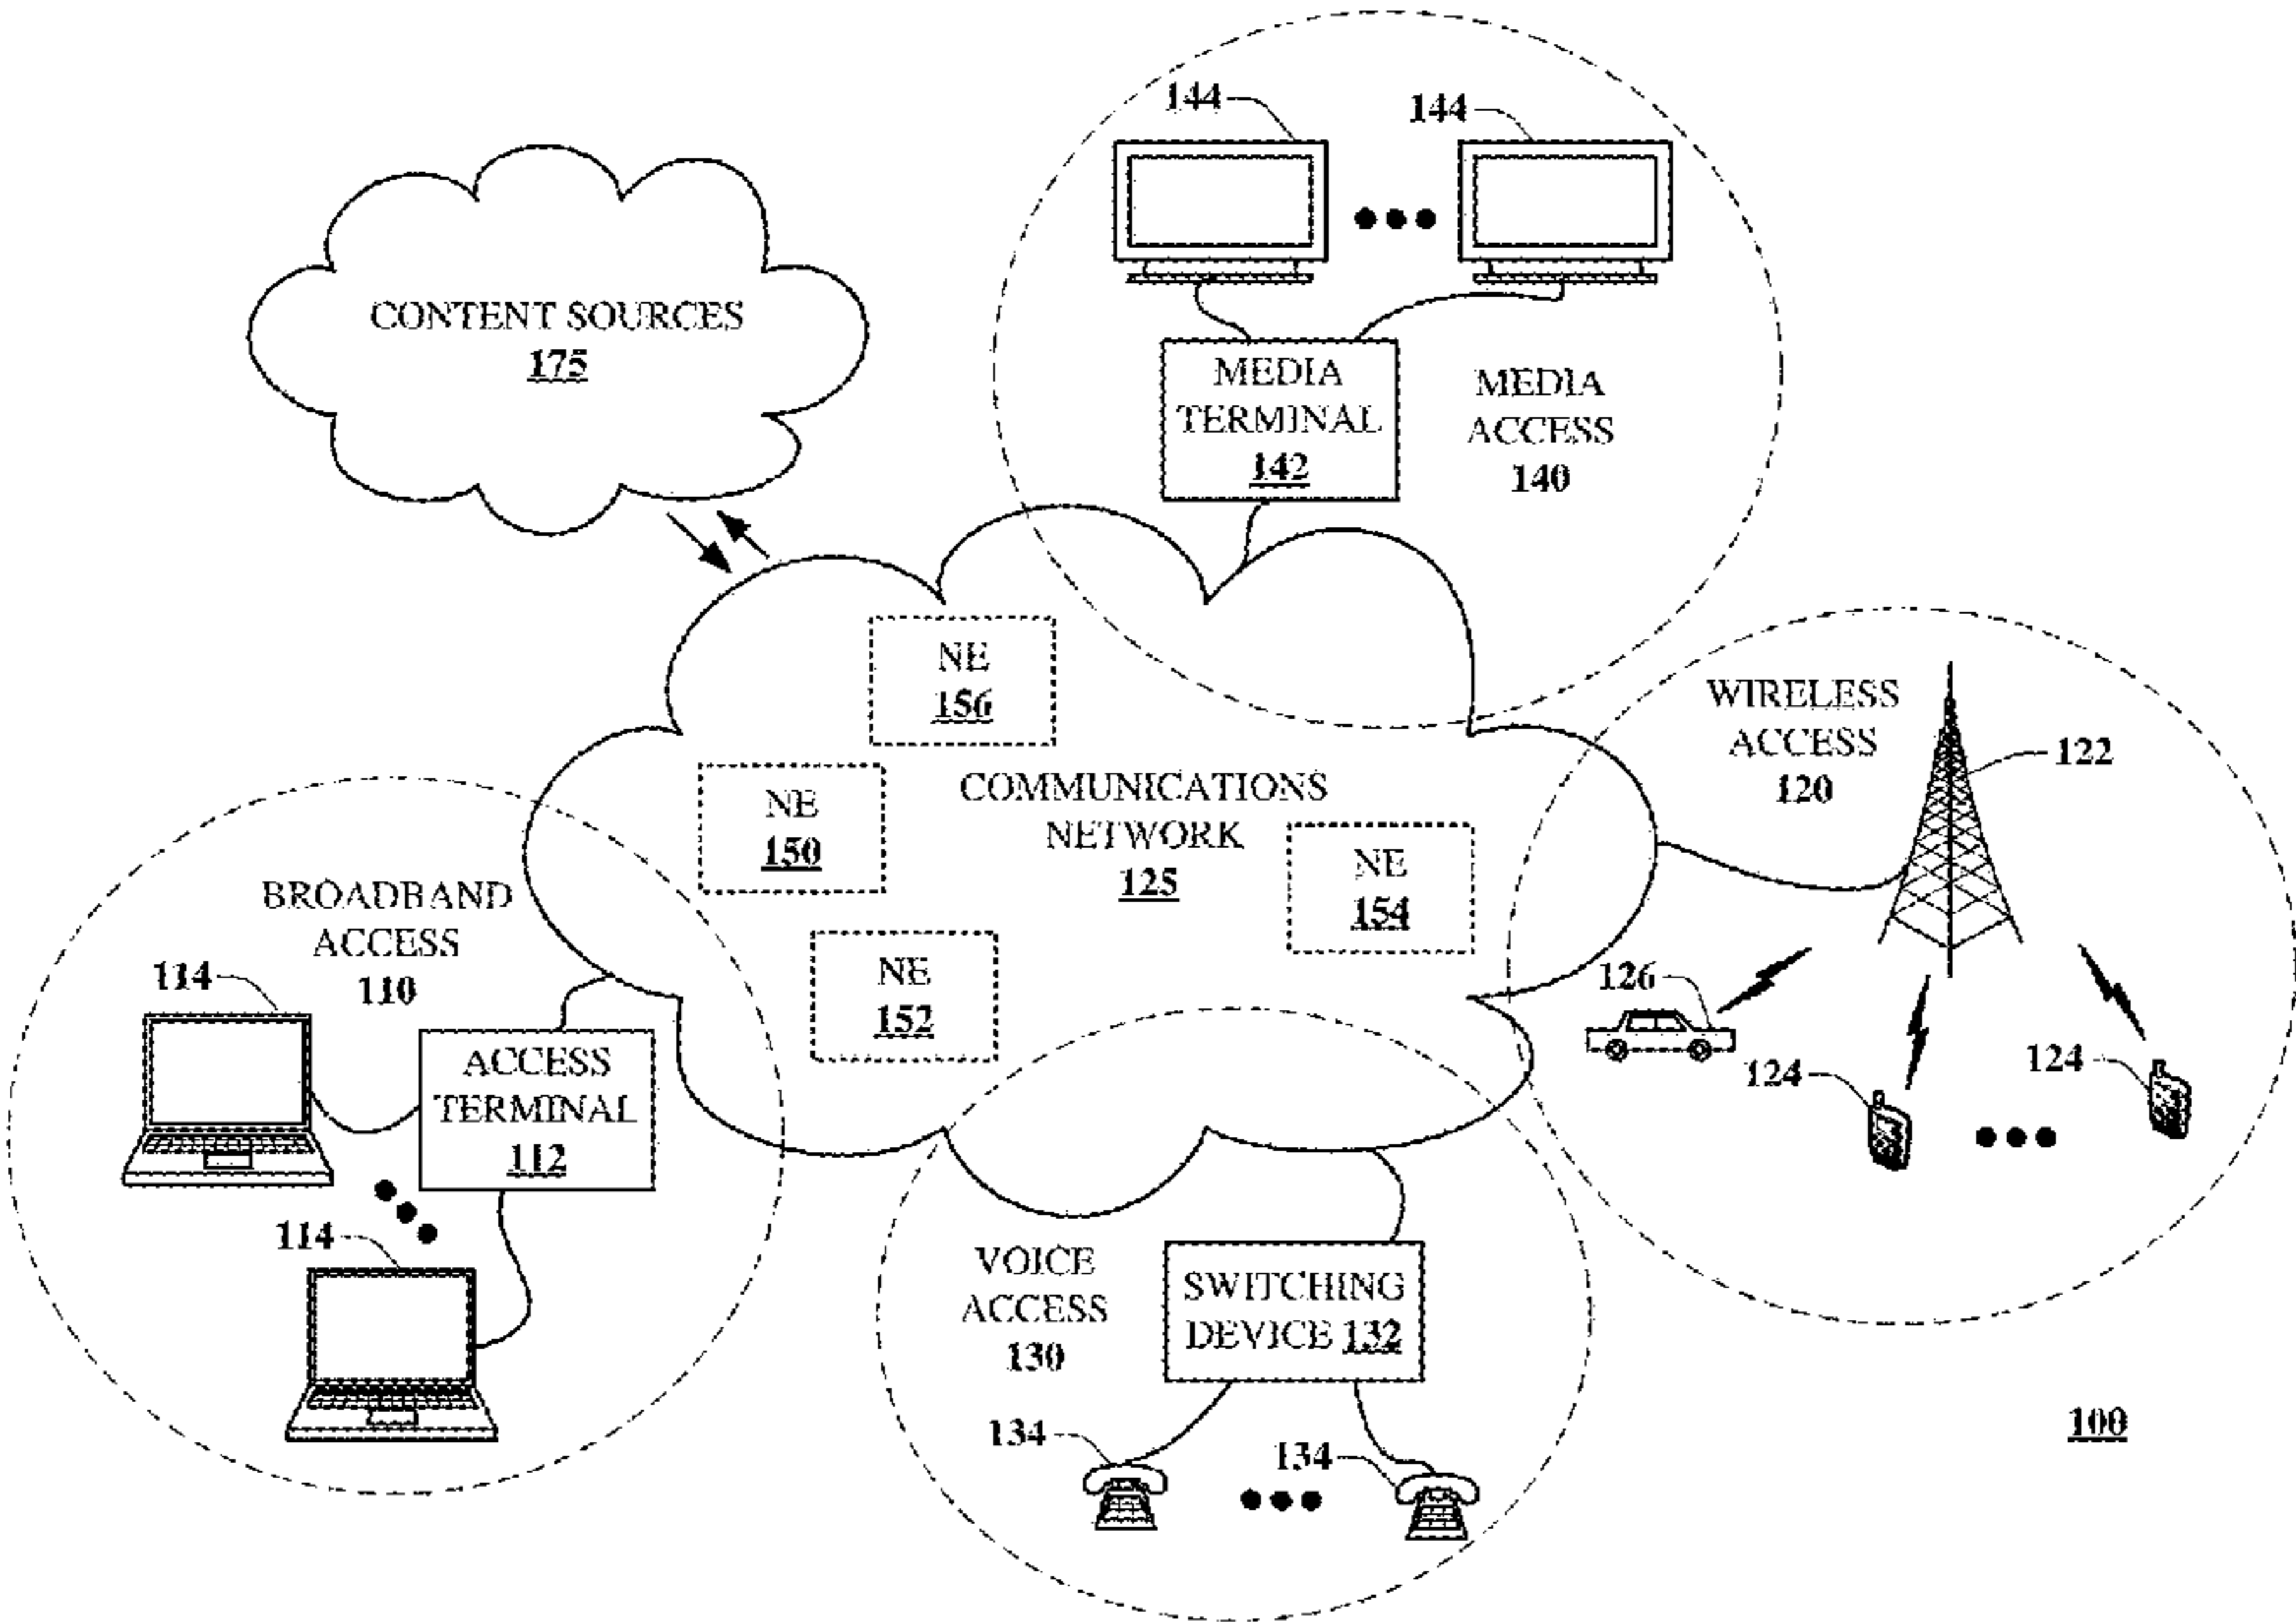 144
144
CONTENT SOURCES
175
MEDIA
TERMINAL
142
MEDIA
ACCESS
140
NE
156
WIRELESS
ACCESS
120
122
COMMUNICATIONS
NETWORK
125
NE
150
NE
154
BROADBAND
ACCESS
110
NE
152
114
126
124
124
ACCESS
TERMINAL
112
114
VOICE
ACCESS
130
SWITCHING
DEVICE 132
134
134
100